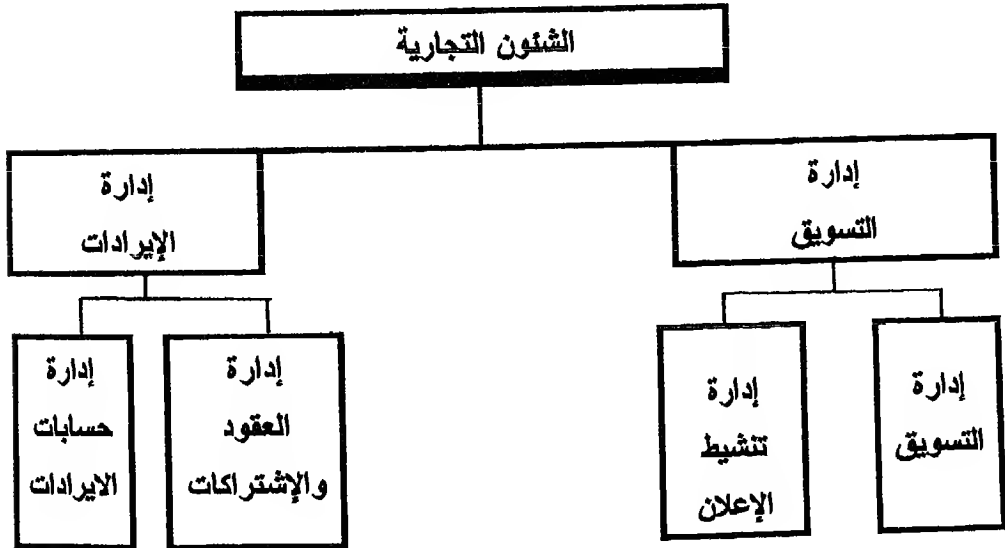 الشئون التجارية
إدارة
التسويق
إدارة
الإيرادات
إدارة
التسويق
إدارة
تنشيط
الإعلان
إدارة
العقود
والإشتراكات
إدارة
حسابات
الايرادات